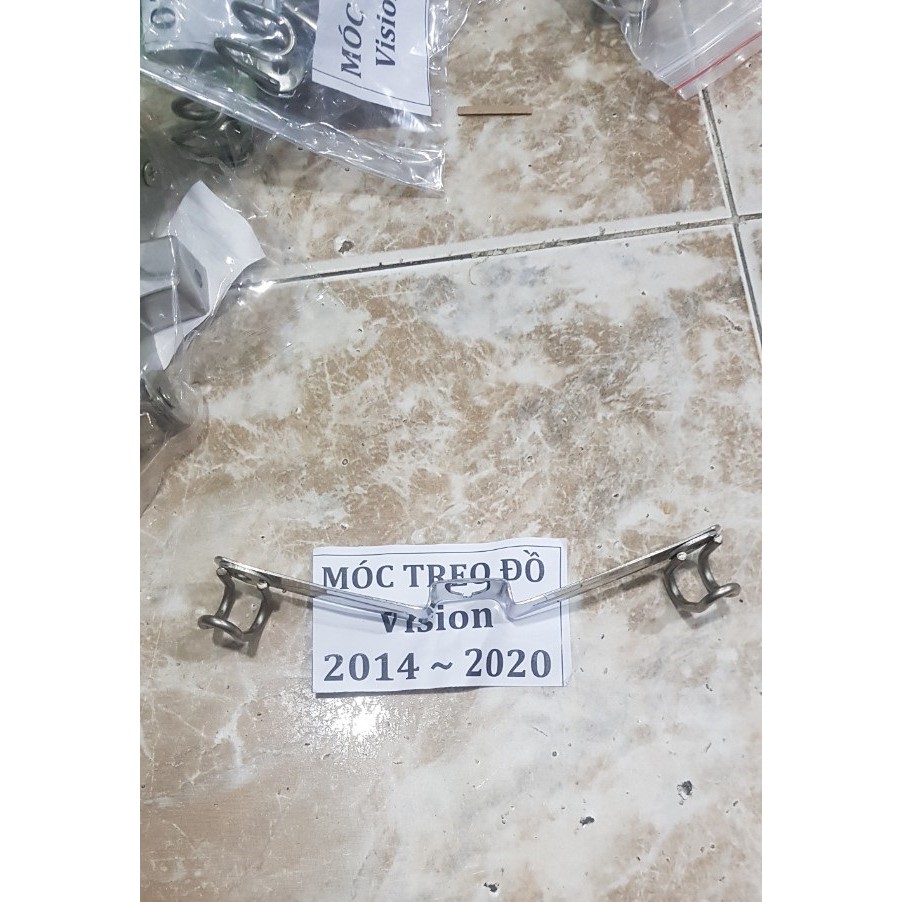 MÓC
Visio
MÓC TREO ĐỒ
Vision
2014 ~ 2020